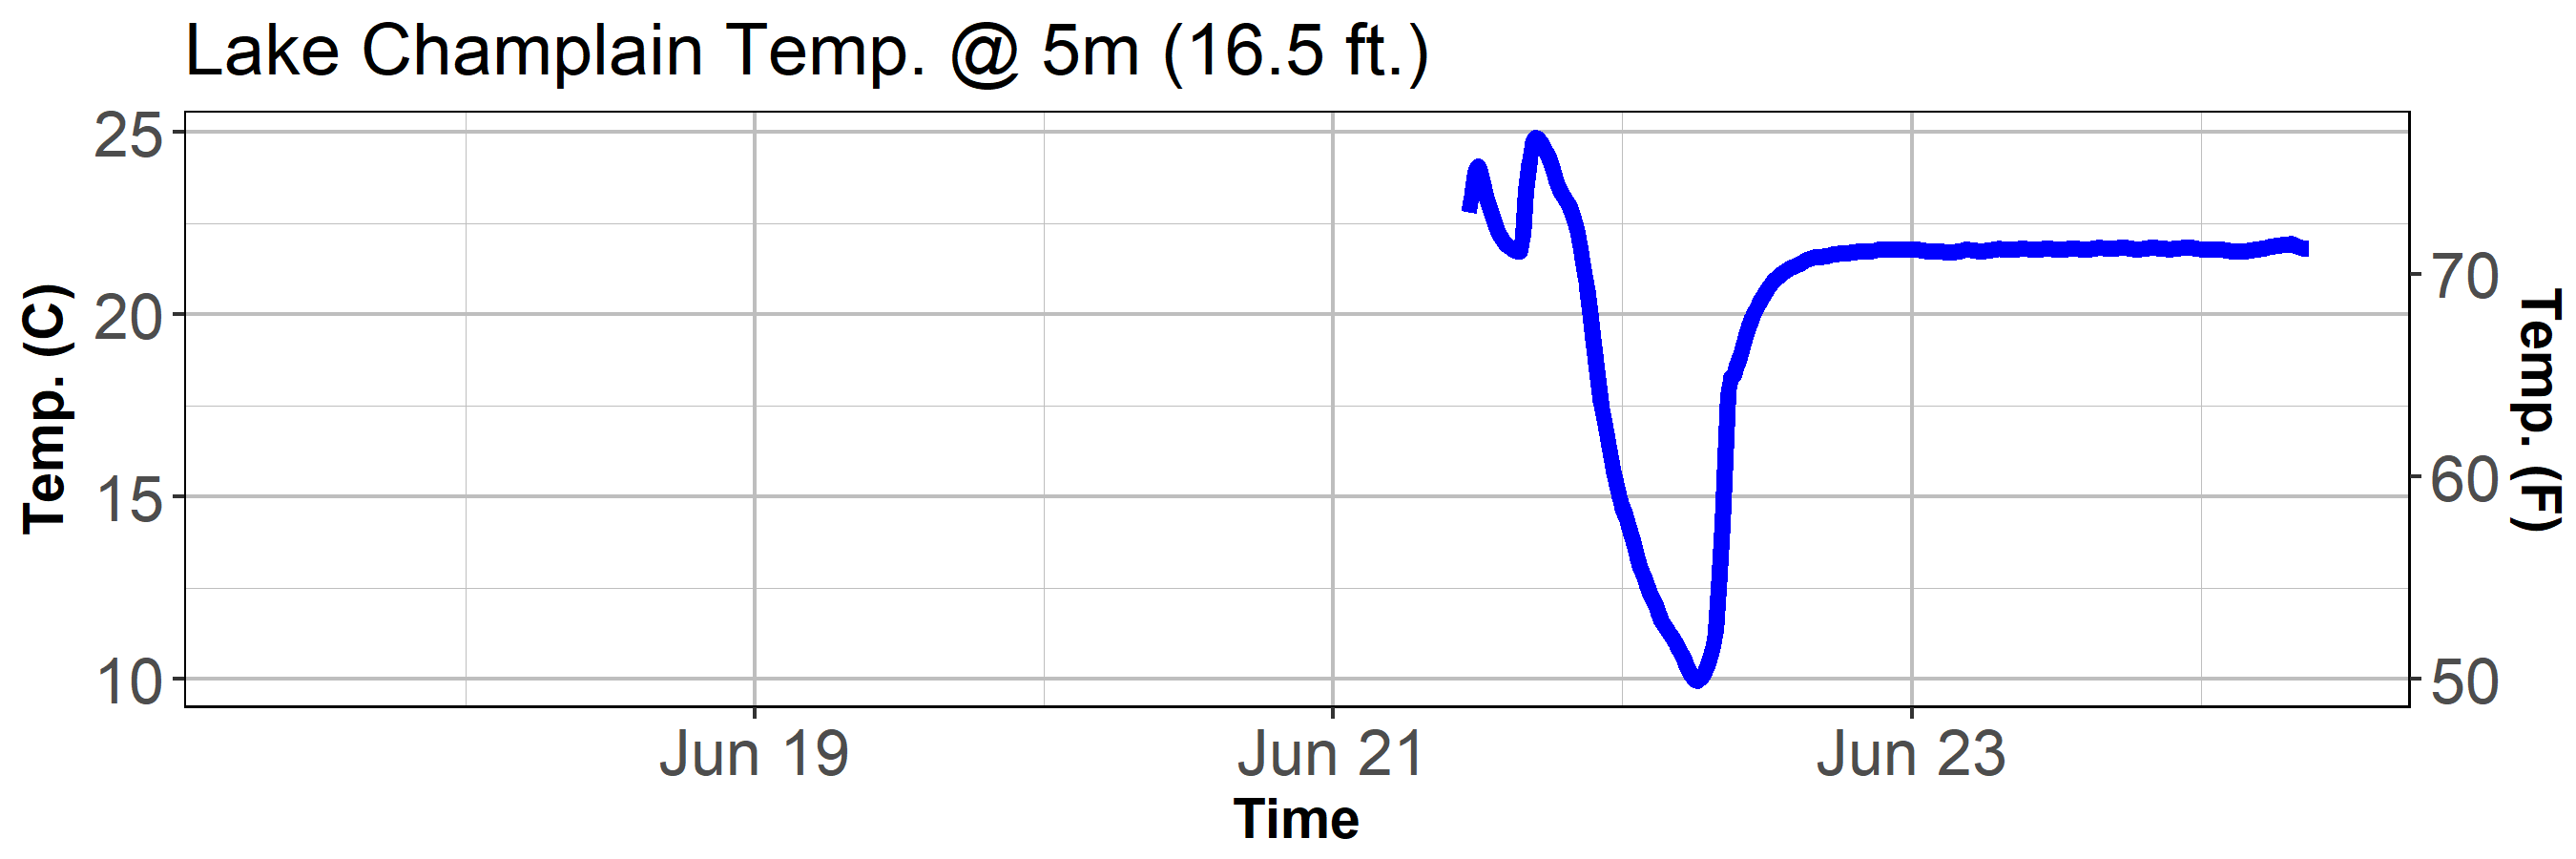 Lake Champlain Temp. @ 5m (16.5 ft.)
Temp. (C)
25
20
15
10
70
60
50
Temp. (F)
Jun 19
Jun 21
Jun 23
Time